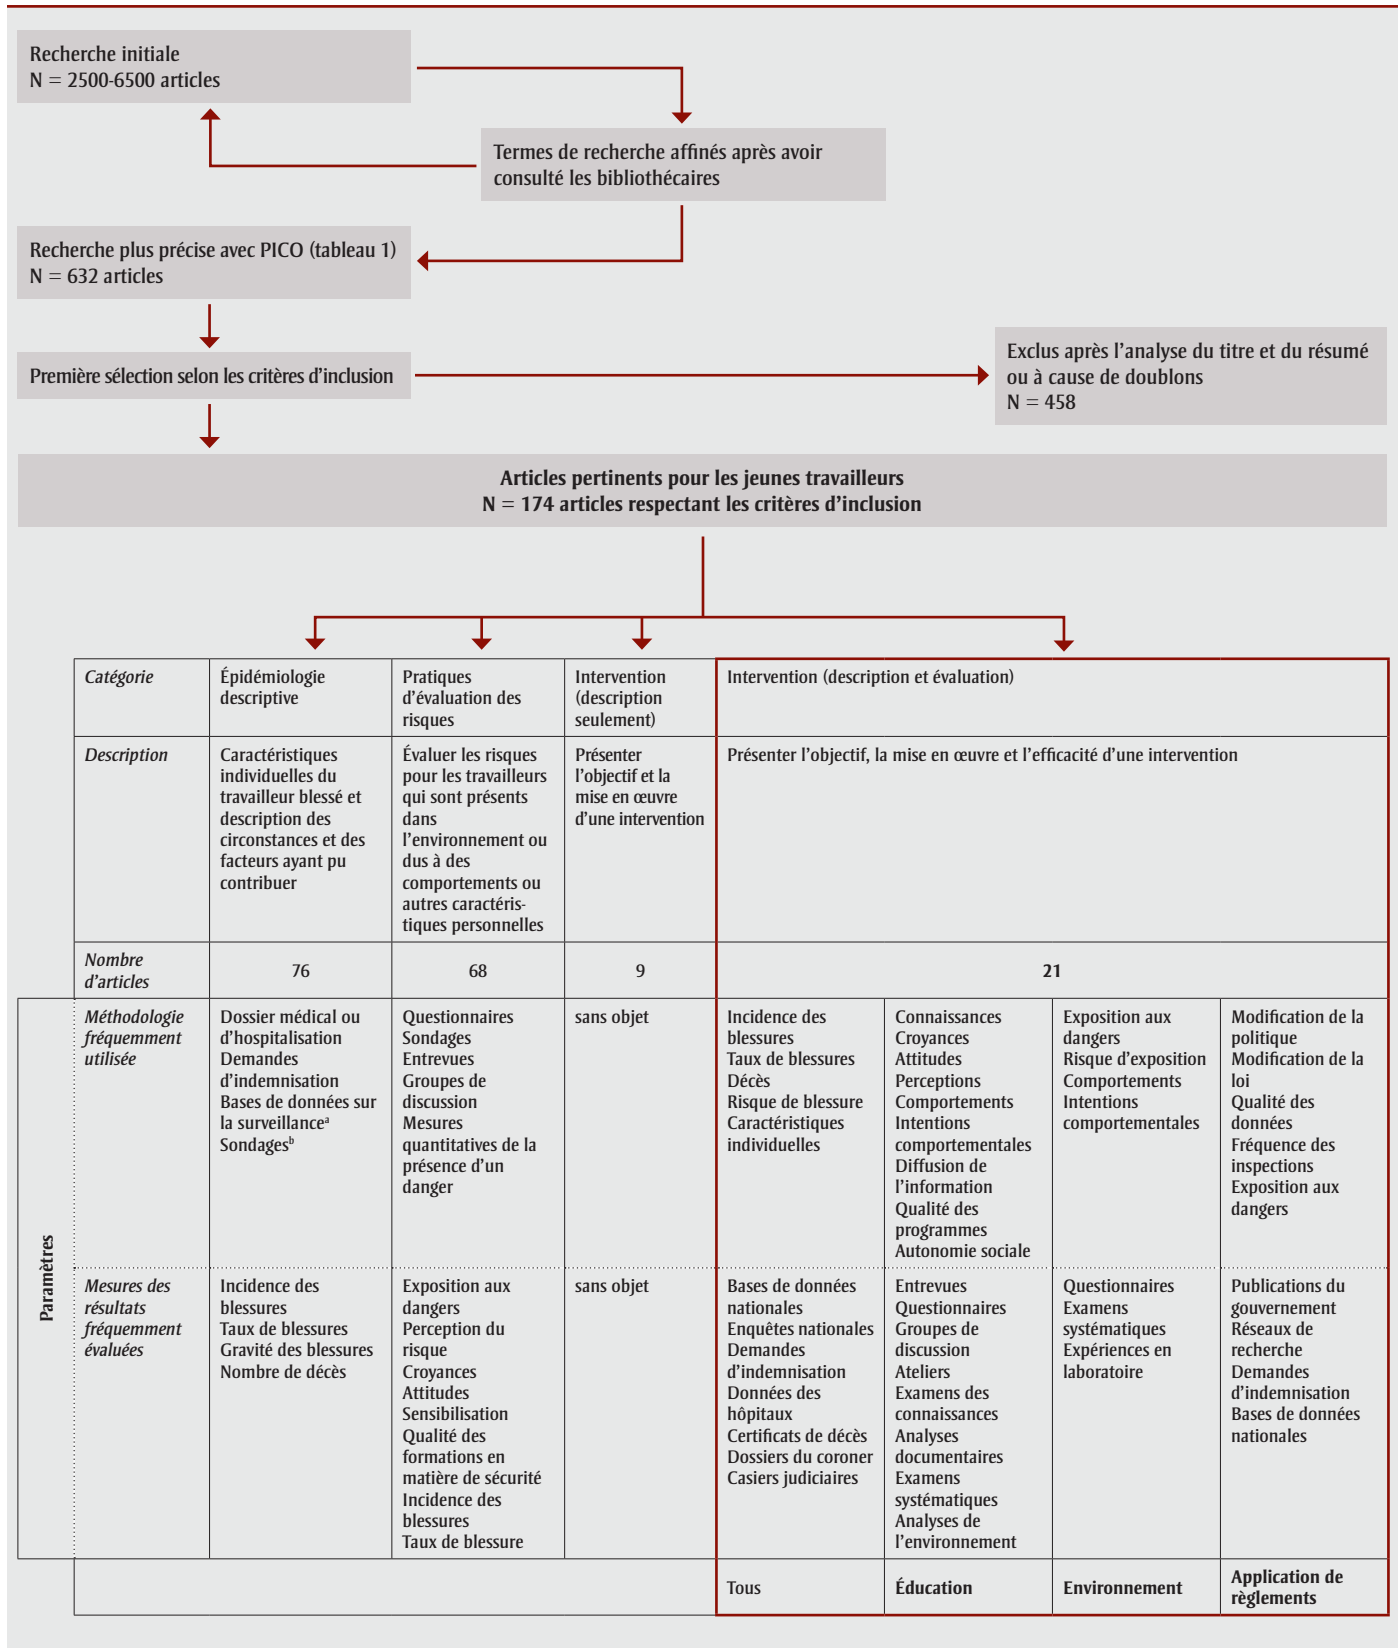 Recherche initiale
N = 2500-6500 articles
Termes de recherche affinés après avoir
consulté les bibliothécaires
Recherche plus précise avec PICO (tableau 1)
N = 632 articles
Première sélection selon les critères d'inclusion
Exclus après l'analyse du titre et du résumé
ou à cause de doublons
N = 458
Articles pertinents pour les jeunes travailleurs
N = 174 articles respectant les critères d'inclusion
Catégorie
Épidémiologie
descriptive
Pratiques
d'évaluation des
risques
Intervention
(description
seulement)
Intervention (description et évaluation)
Description
Caractéristiques
individuelles du
travailleur blessé et
description des
circonstances et des
facteurs ayant pu
contribuer
Évaluer les risques
pour les travailleurs
qui sont présents
dans
l'environnement ou
dus à des
comportements ou
autres caractéris-
tiques personnelles
Présenter
l'objectif et la
mise en œuvre
d'une intervention
Présenter l'objectif, la mise en œuvre et l'efficacité d'une intervention
Nombre
d'articles
76
68
9
21
Paramètres
Méthodologie
fréquemment
utilisée
Dossier médical ou
d'hospitalisation
Demandes
d'indemnisation
Bases de données sur
la surveillanceᵃ
Sondagesᵇ
Questionnaires
Sondages
Entrevues
Groupes de
discussion
Mesures
quantitatives de la
présence d'un
danger
sans objet
Incidence des
blessures
Taux de blessures
Décès
Risque de blessure
Caractéristiques
individuelles
Connaissances
Croyances
Attitudes
Perceptions
Comportements
Intentions
comportementales
Diffusion de
l'information
Qualité des
programmes
Autonomie sociale
Exposition aux
dangers
Risque d'exposition
Comportements
Intentions
comportementales
Modification de la
politique
Modification de la
loi
Qualité des
données
Fréquence des
inspections
Exposition aux
dangers
Mesures des
résultats
fréquemment
évaluées
Incidence des
blessures
Taux de blessures
Gravité des blessures
Nombre de décès
Exposition aux
dangers
Perception du
risque
Croyances
Attitudes
Sensibilisation
Qualité des
formations en
matière de sécurité
Incidence des
blessures
Taux de blessure
sans objet
Bases de données
nationales
Enquêtes nationales
Demandes
d'indemnisation
Données des
hôpitaux
Certificats de décès
Dossiers du coroner
Casiers judiciaires
Entrevues
Questionnaires
Groupes de
discussion
Ateliers
Examens des
connaissances
Analyses
documentaires
Examens
systématiques
Analyses de
l'environnement
Questionnaires
Examens
systématiques
Expériences en
laboratoire
Publications du
gouvernement
Réseaux de
recherche
Demandes
d'indemnisation
Bases de données
nationales
Tous
Éducation
Environnement
Application de
règlements